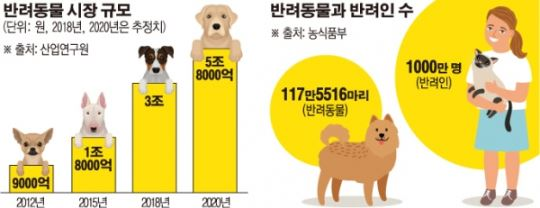 반려동물 시장 규모
(단위: 원, 2018년, 2020년은 추정치)
※ 출처: 산업연구원
9000억
1조
8000억
3조
5조
8000억
2012년
2015년
2018년
2020년
반려동물과 반려인 수
※ 출처: 농식품부
117만5516마리
(반려동물)
1000만 명
(반려인)